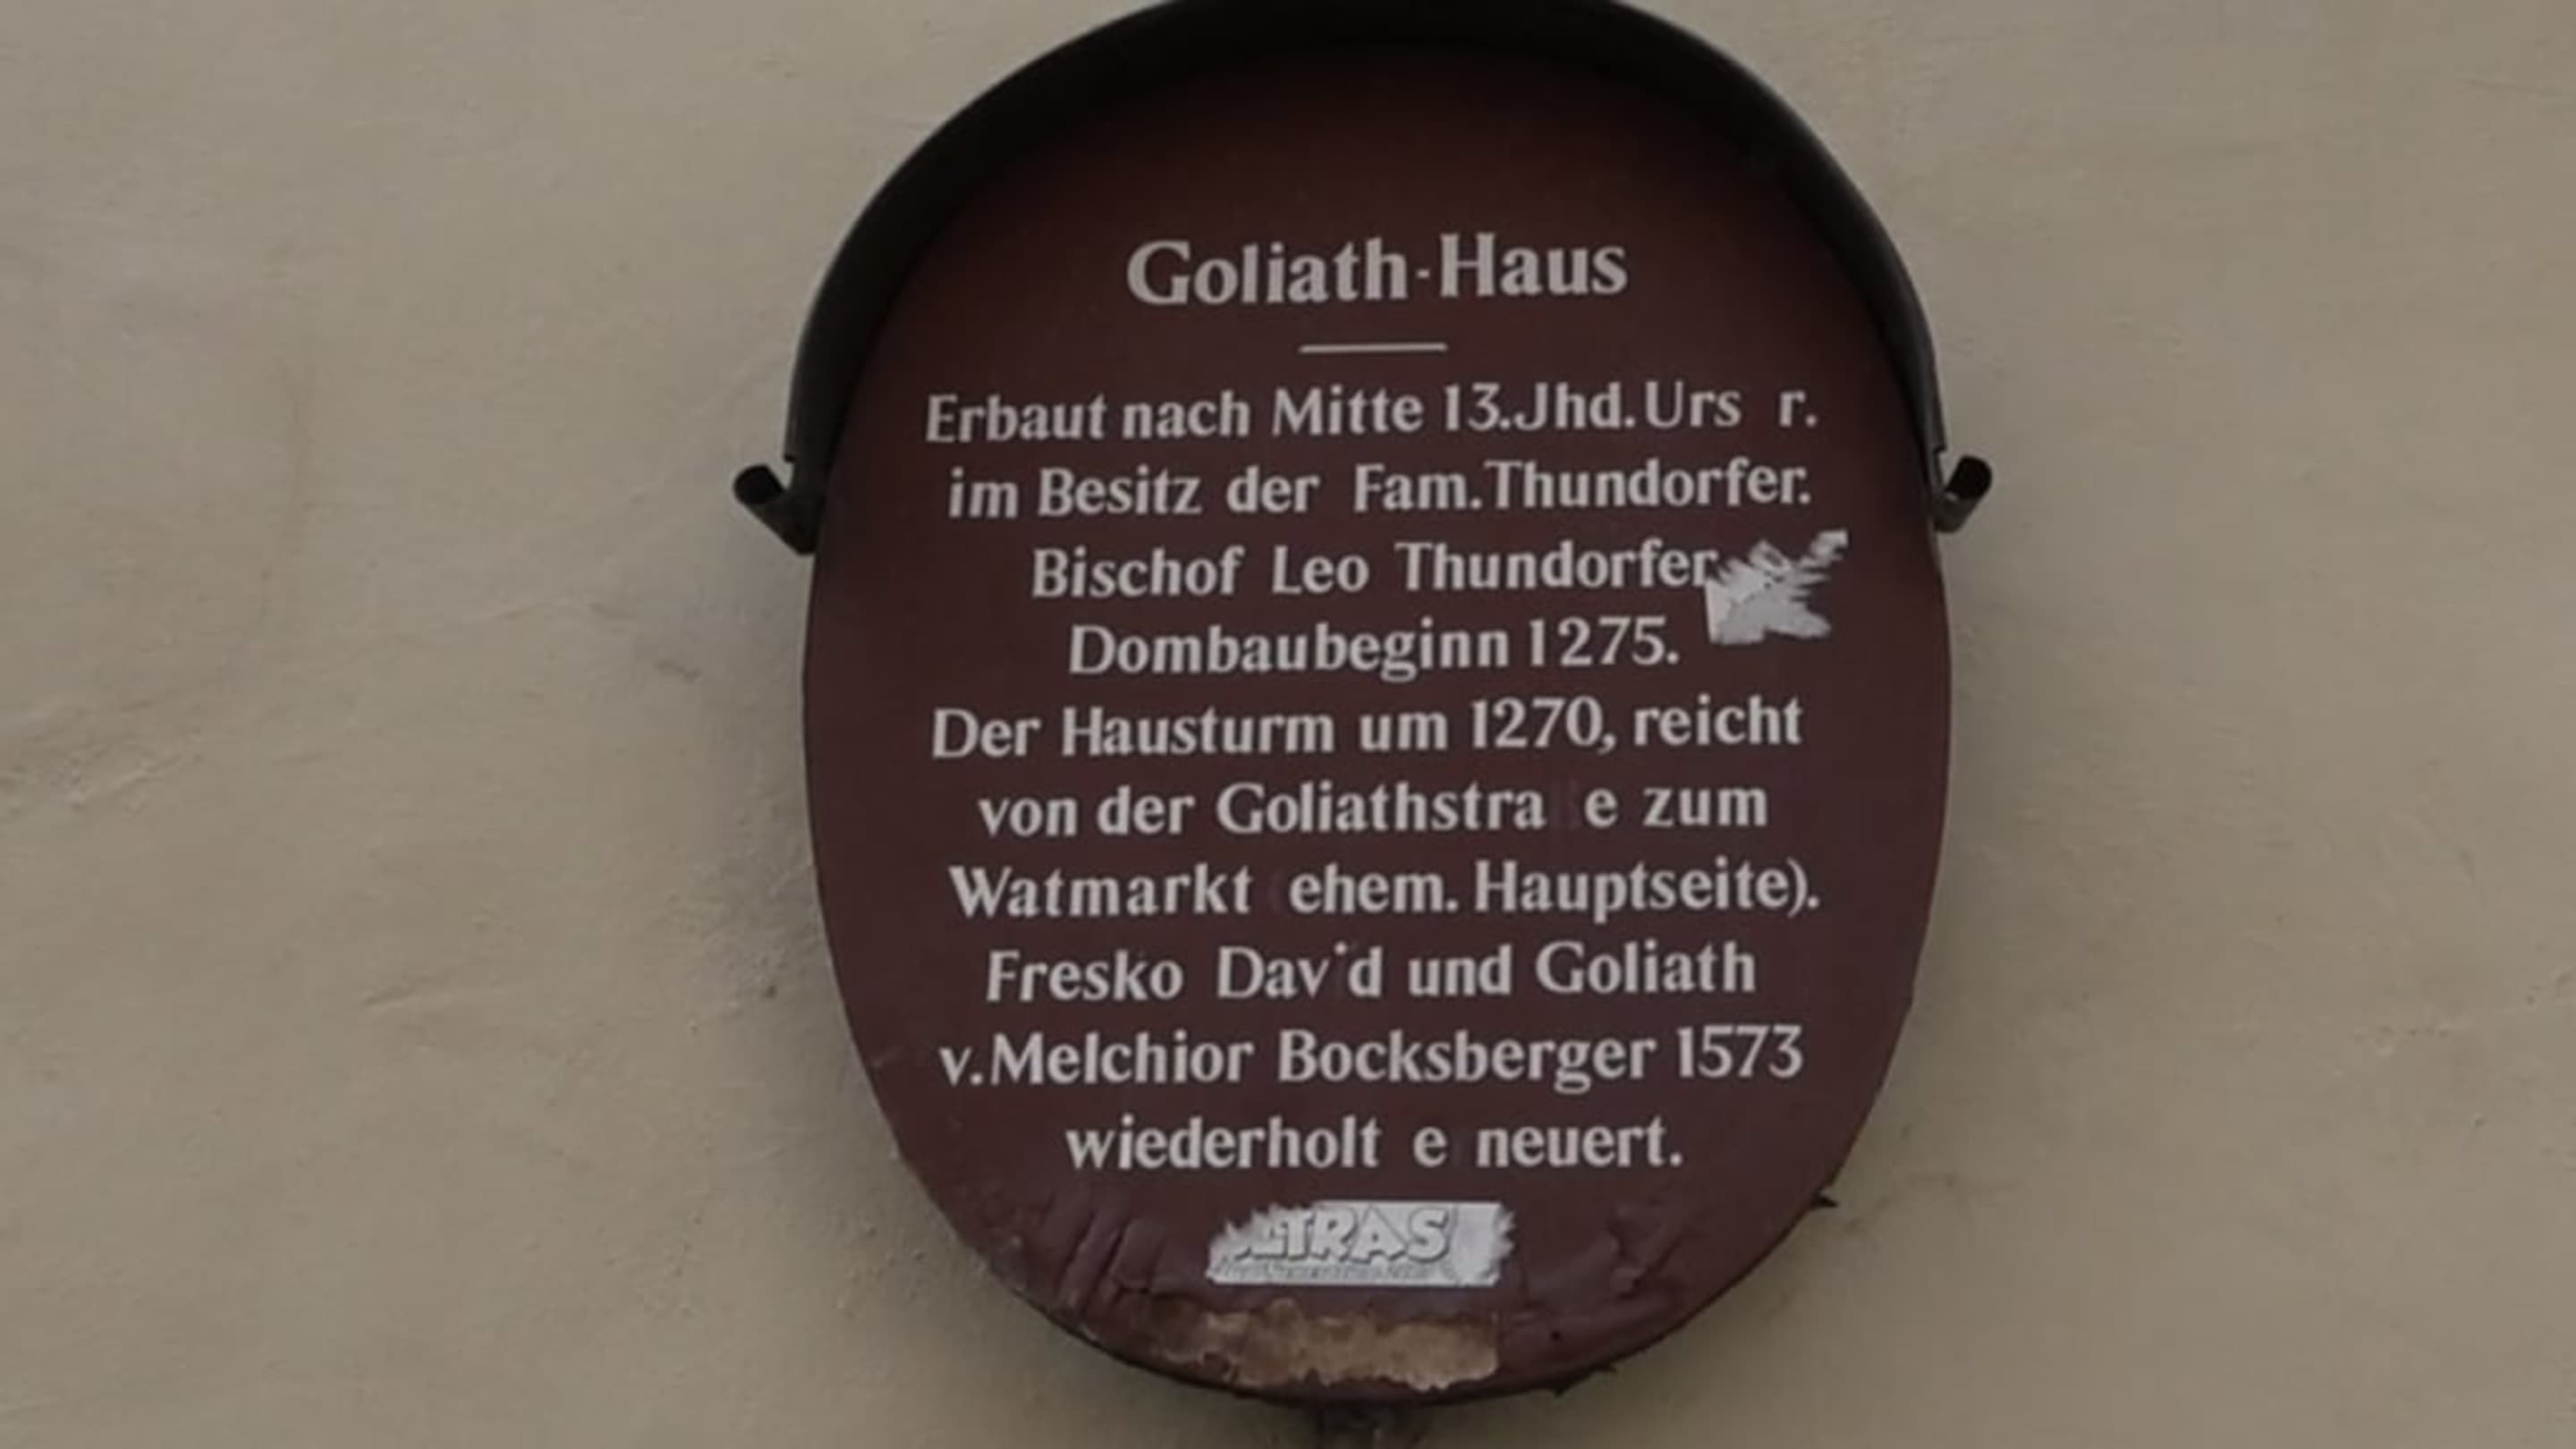 Goliath-Haus
Erbaut nach Mitte 13.Jhd. Urs r.
im Besitz der Fam. Thundorfer.
Bischof Leo Thundorfer
Dombaubeginn 1275.
Der Hausturm um 1270, reicht
von der Goliathstra e zum
Watmarkt ehem. Hauptseite).
Fresko Dav d und Goliath
v. Melchior Bocksberger 1573
wiederholt e neuert.